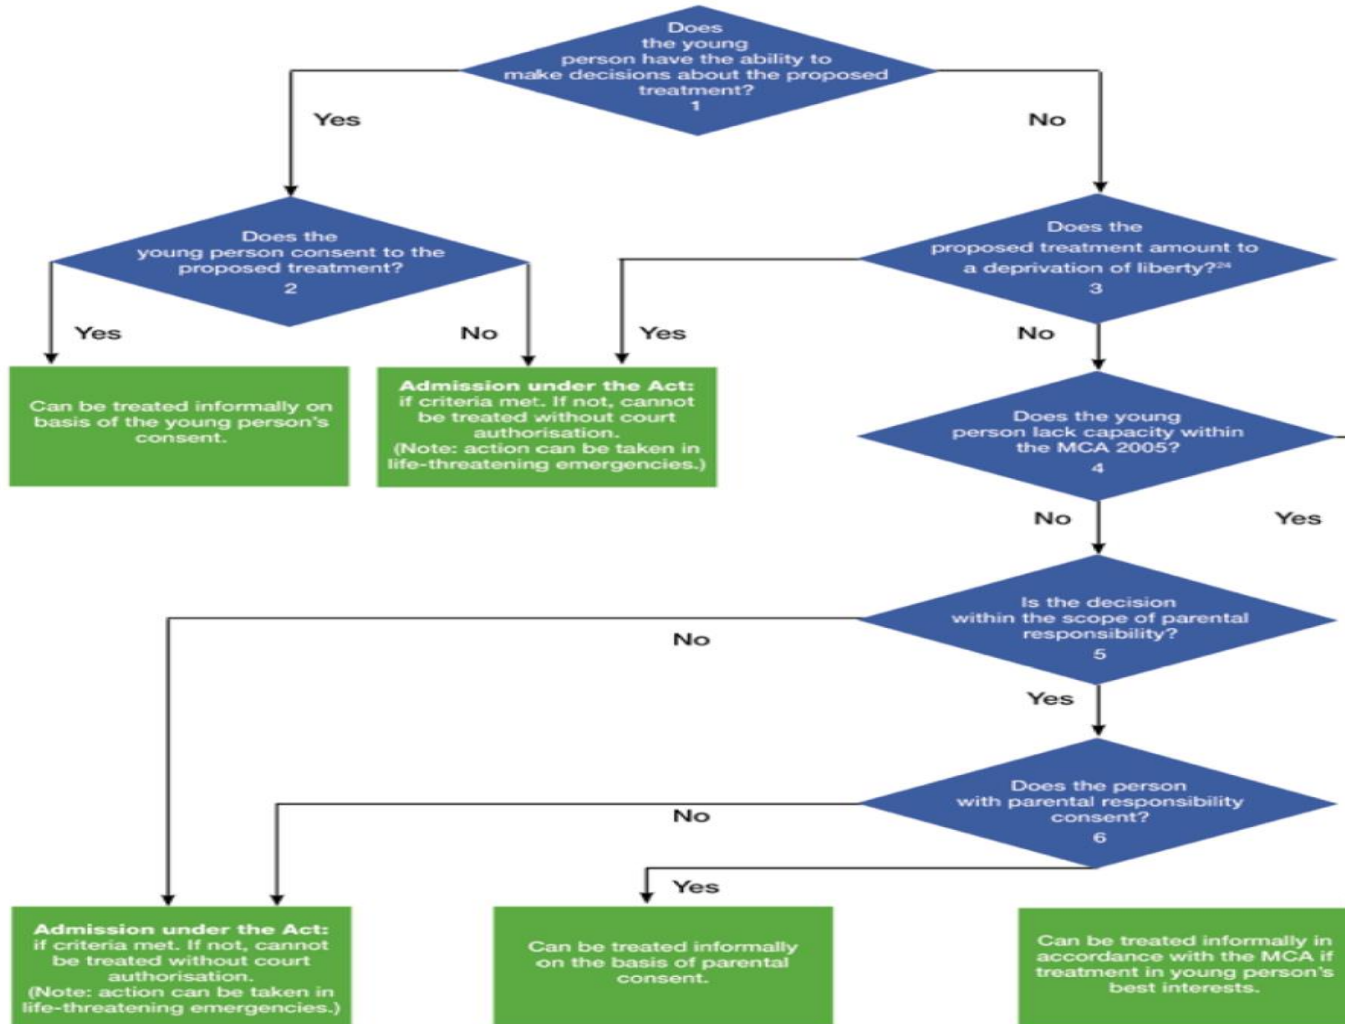 Does
the young
person have the ability to
make decisions about the proposed
treatment?
1
Yes
No
Does the
young person consent to the
proposed treatment?
2
Does the
proposed treatment amount to
a deprivation of liberty?²⁴
3
Yes
No
Yes
No
Can be treated informally on
basis of the young person's
consent.
Admission under the Act:
if criteria met. If not, cannot
be treated without court
authorisation.
(Note: action can be taken in
life-threatening emergencies.)
Does the young
person lack capacity within
the MCA 2005?
4
No
Yes
Is the decision
within the scope of parental
responsibility?
5
No
Yes
Does the person
with parental responsibility
consent?
6
No
Yes
Admission under the Act:
if criteria met. If not, cannot
be treated without court
authorisation.
(Note: action can be taken in
life-threatening emergencies.)
Can be treated informally
on the basis of parental
consent.
Can be treated informally in
accordance with the MCA if
treatment in young person's
best interests.